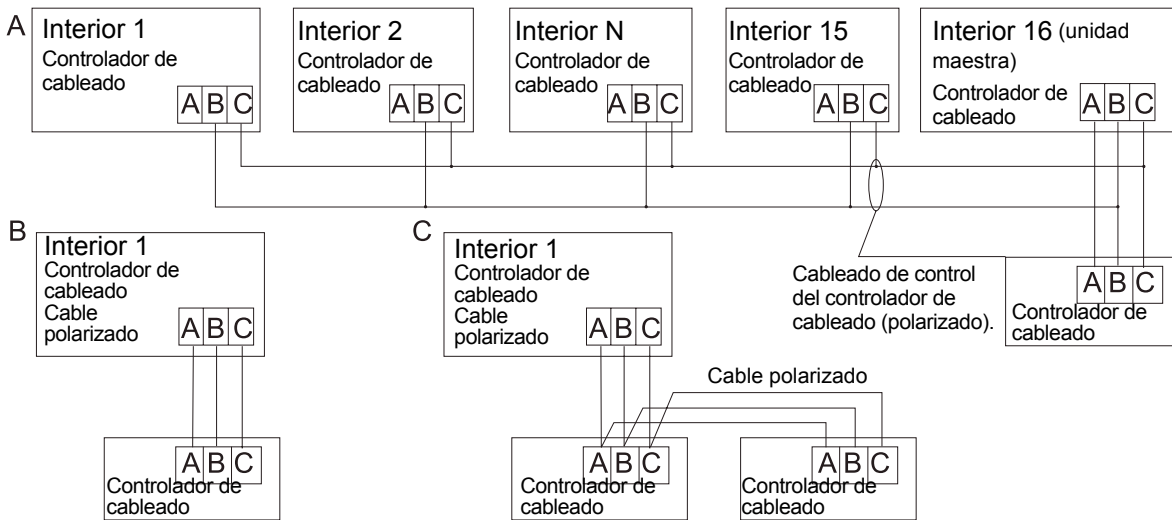 A
Interior 1
Controlador de
cableado
A B C
Interior 2
Controlador de
cableado
A B C
Interior N
Controlador de
cableado
A B C
Interior 15
Controlador de
cableado
A B C
Interior 16 (unidad
maestra)
Controlador de
cableado
A B C
Cableado de control
del controlador de
cableado (polarizado).
A B C
Controlador de
cableado
B
Interior 1
Controlador de
cableado
Cable
polarizado
A B C
A B C
Controlador de
cableado
C
Interior 1
Controlador de
cableado
Cable
polarizado
A B C
Cable polarizado
A B C
Controlador de
cableado
A B C
Controlador de
cableado